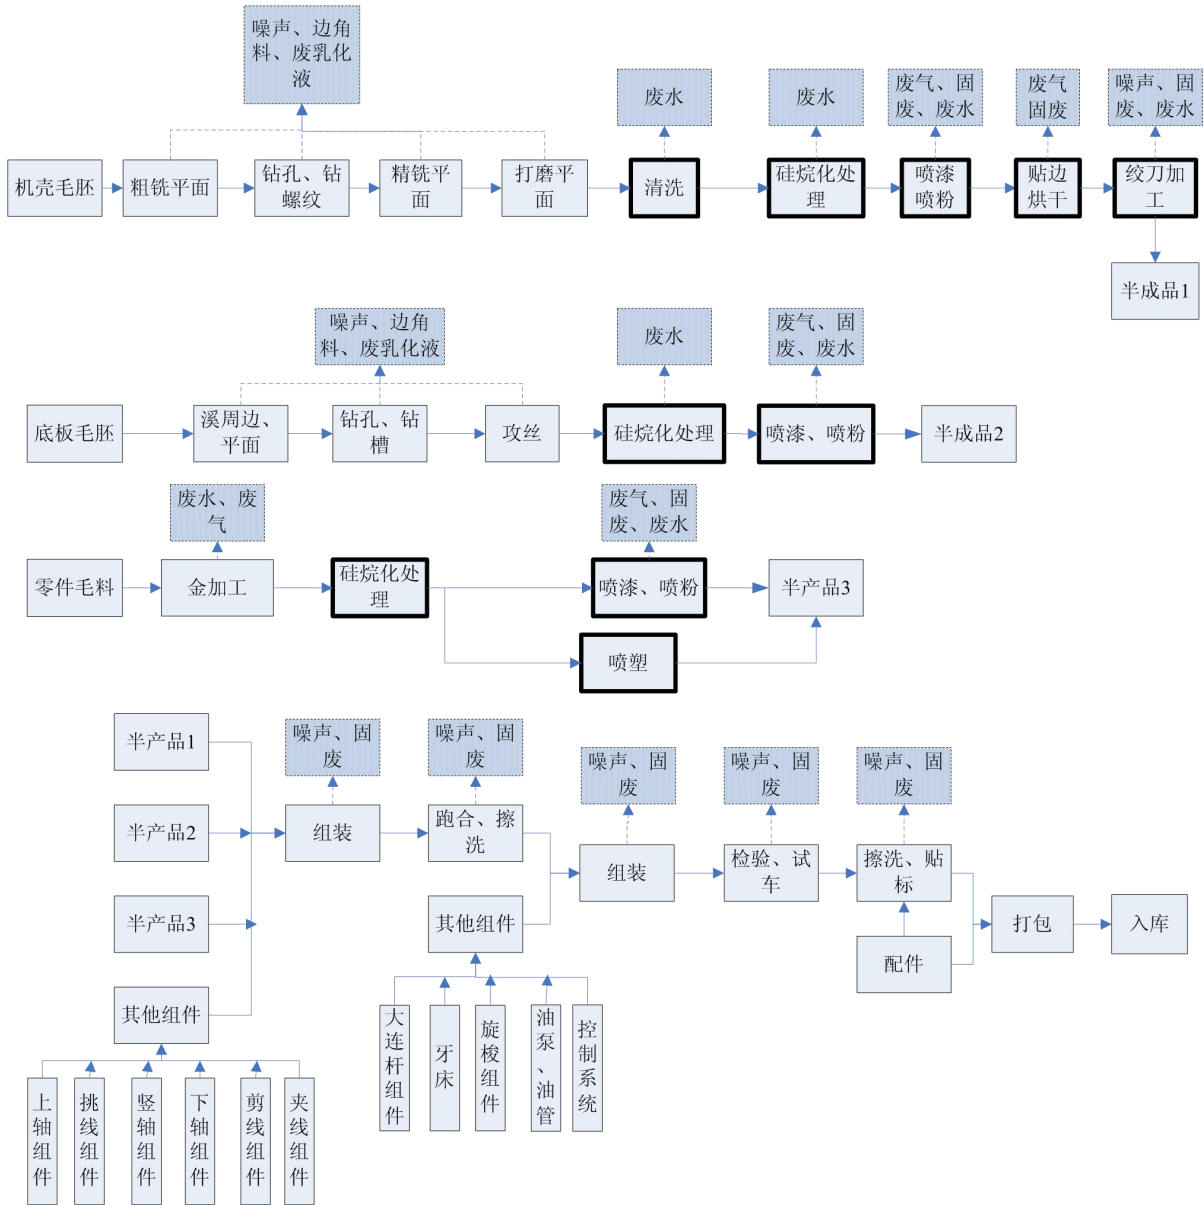 噪声、边角
料、废乳化
液
废水
废水
废气、固
废、废水
废气
固废
噪声、固
废、废水
机壳毛胚
粗铣平面
钻孔、钻
螺纹
精铣平
面
打磨平
面
清洗
硅烷化处
理
喷漆
喷粉
贴边
烘干
绞刀加
工
半成品1
噪声、边角
料、废乳化液
废水
废气、固
废、废水
底板毛胚
溪周边、
平面
钻孔、钻
槽
攻丝
硅烷化处理
喷漆、喷粉
半成品2
废水、废
气
废气、固
废、废水
零件毛料
金加工
硅烷化处
理
喷漆、喷粉
半产品3
喷塑
半产品1
噪声、固
废
噪声、固
废
噪声、固
废
噪声、固
废
噪声、固
废
半产品2
组装
跑合、擦
洗
组装
检验、试
车
擦洗、贴
标
半产品3
其他组件
配件
打包
入库
其他组件
大连杆组件
牙床
旋梭组件
油泵、油管
控制系统
上轴组件
挑线组件
竖轴组件
下轴组件
剪线组件
夹线组件